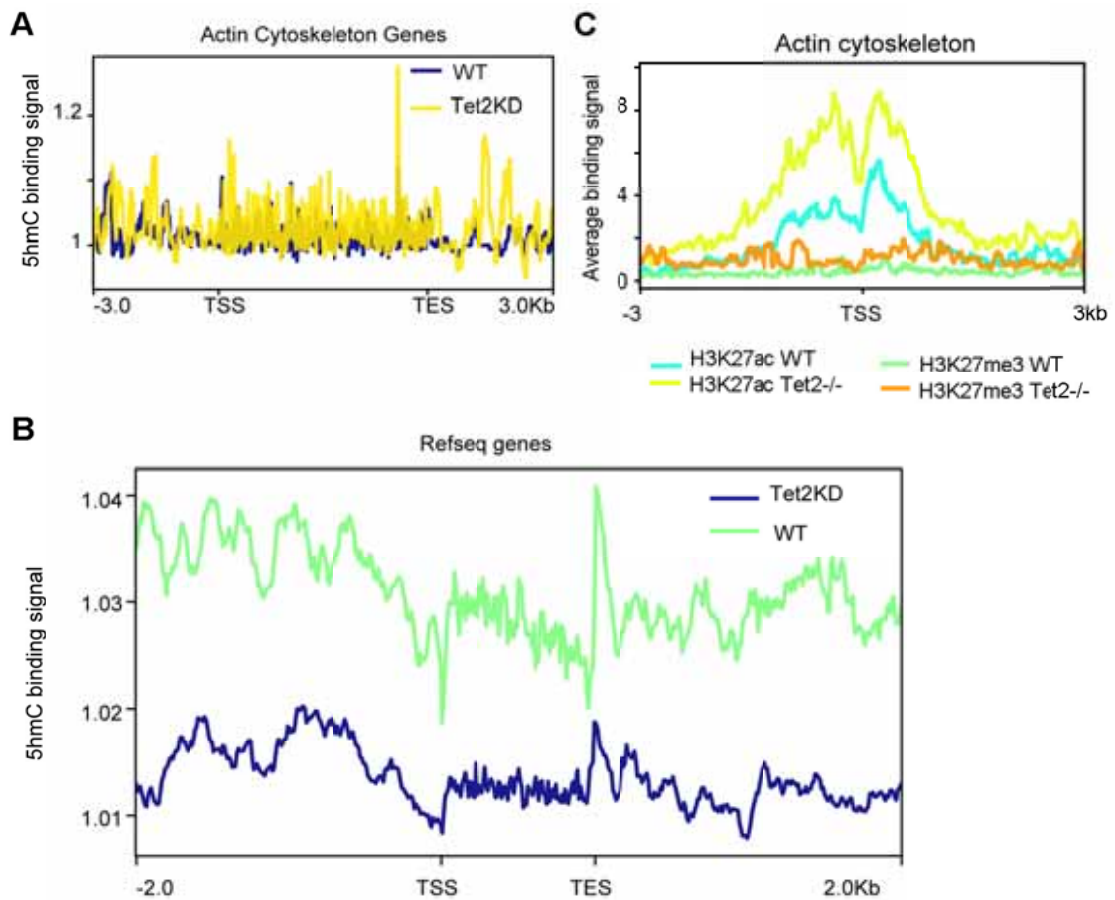 A
Actin Cytoskeleton Genes
5hmC binding signal
1.2
1
WT
Tet2KD
-3.0
TSS
TES
3.0Kb
C
Actin cytoskeleton
Average binding signal
8
4
0
-3
TSS
3kb
H3K27ac WT
H3K27ac Tet2-/-
H3K27me3 WT
H3K27me3 Tet2-/-
B
Refseq genes
5hmC binding signal
1.04
1.03
1.02
1.01
Tet2KD
WT
-2.0
TSS
TES
2.0Kb